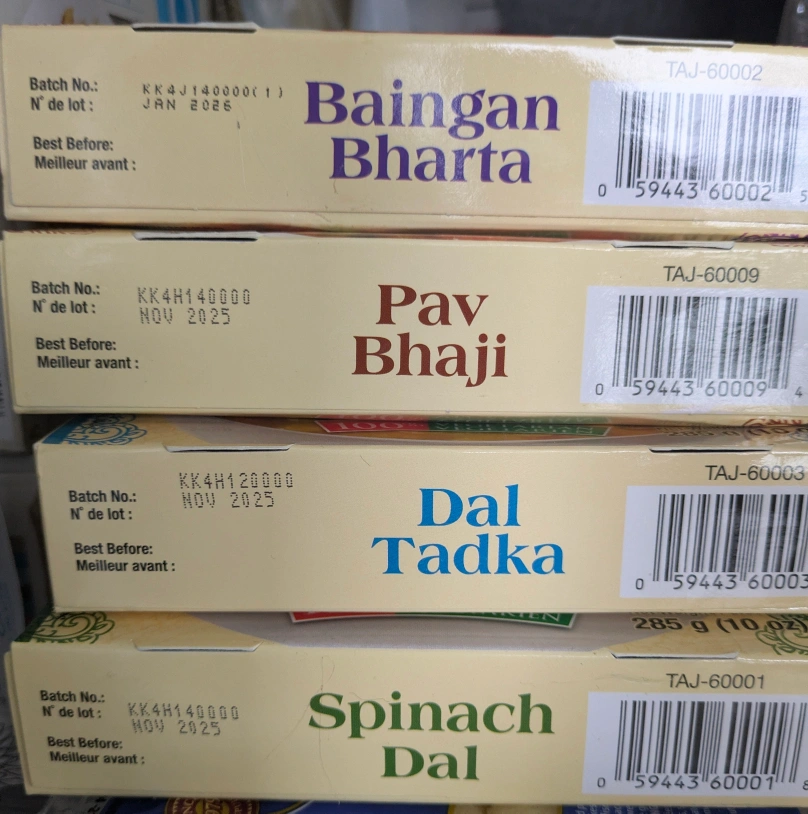 TAJ-60002
Batch No.:
N° de lot :
KK4J140000(1)
JAN 2026
Best Before:
Meilleur avant :
Baingan
Bharta
0 59443 60002 5
TAJ-60009
Batch No.:
N° de lot :
KK4H140000
NOV 2025
Best Before:
Meilleur avant :
Pav
Bhaji
0 59443 60009 4
100%
TAJ-60003
Batch No.:
N° de lot :
KK4H120000
NOV 2025
Best Before:
Meilleur avant :
Dal
Tadka
0 59443 60003
285 g (10 oz)
TAJ-60001
Batch No.:
N° de lot :
KK4H140000
NOV 2025
Best Before:
Meilleur avant :
Spinach
Dal
0 59443 60001 8